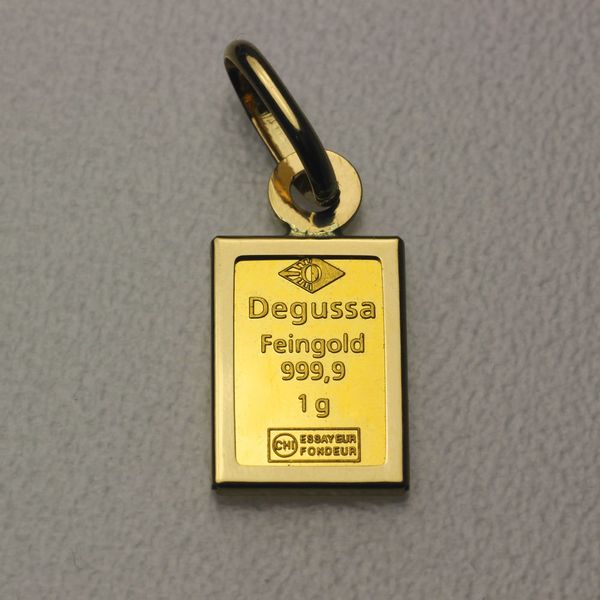 Degussa
Feingold
999,9
1 g
CHI ESSAYEUR
FONDEUR